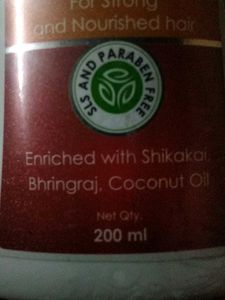 For Strong
and Nourished hair
SLS AND PARABEN FREE
Enriched with Shikakai,
Bhringraj, Coconut Oil
Net Qty.
200 ml